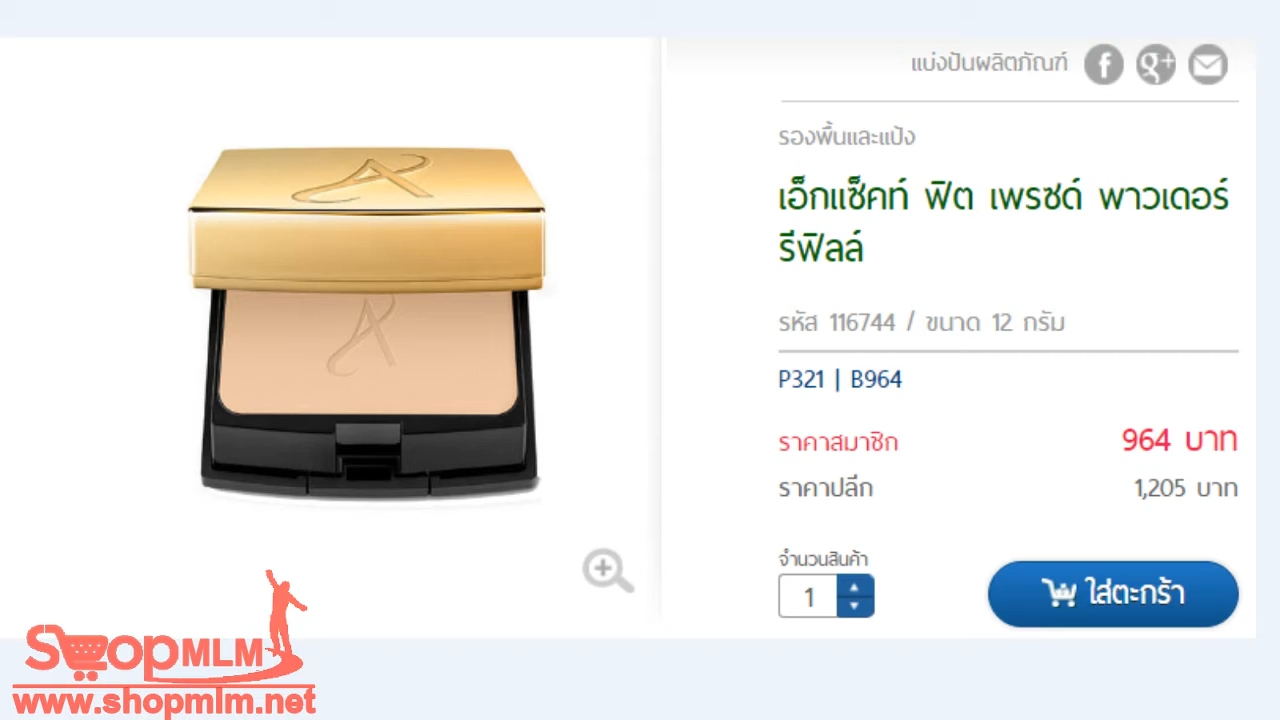 แบ่งปันผลิตภัณฑ์
รองพื้นและแป้ง
เอ็กแซ็คท์ ฟิต เพรซด์ พาวเดอร์
รีฟิลล์
รหัส 116744 / ขนาด 12 กรัม
P321 | B964
ราคาสมาชิก 964 บาท
ราคาปลีก 1,205 บาท
จำนวนสินค้า
1
ใส่ตะกร้า
ShopMLM
www.shopmlm.net